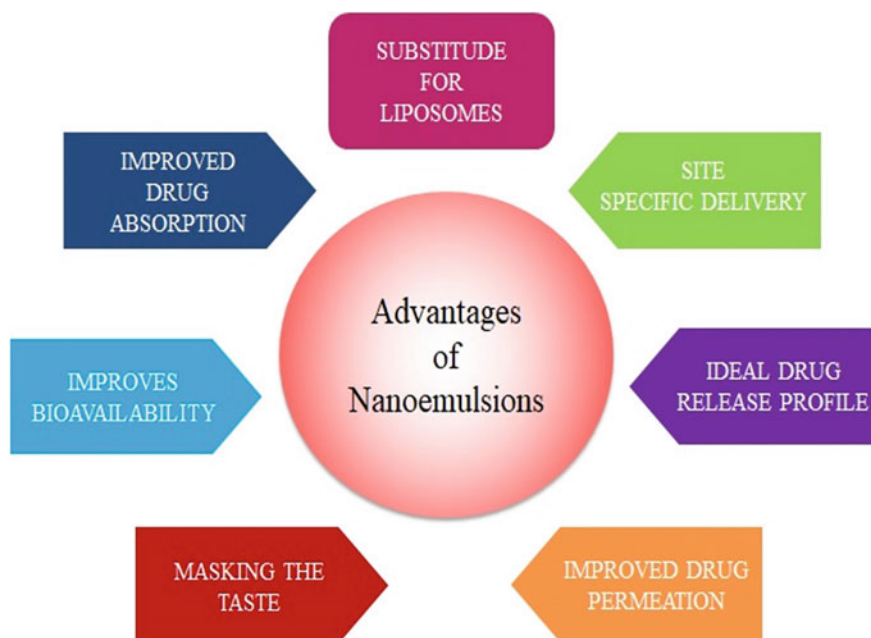 SUBSTITUDE
FOR
LIPOSOMES
IMPROVED
DRUG
ABSORPTION
SITE
SPECIFIC DELIVERY
Advantages
of
Nanoemulsions
IMPROVES
BIOAVAILABILITY
IDEAL DRUG
RELEASE PROFILE
MASKING THE
TASTE
IMPROVED DRUG
PERMEATION